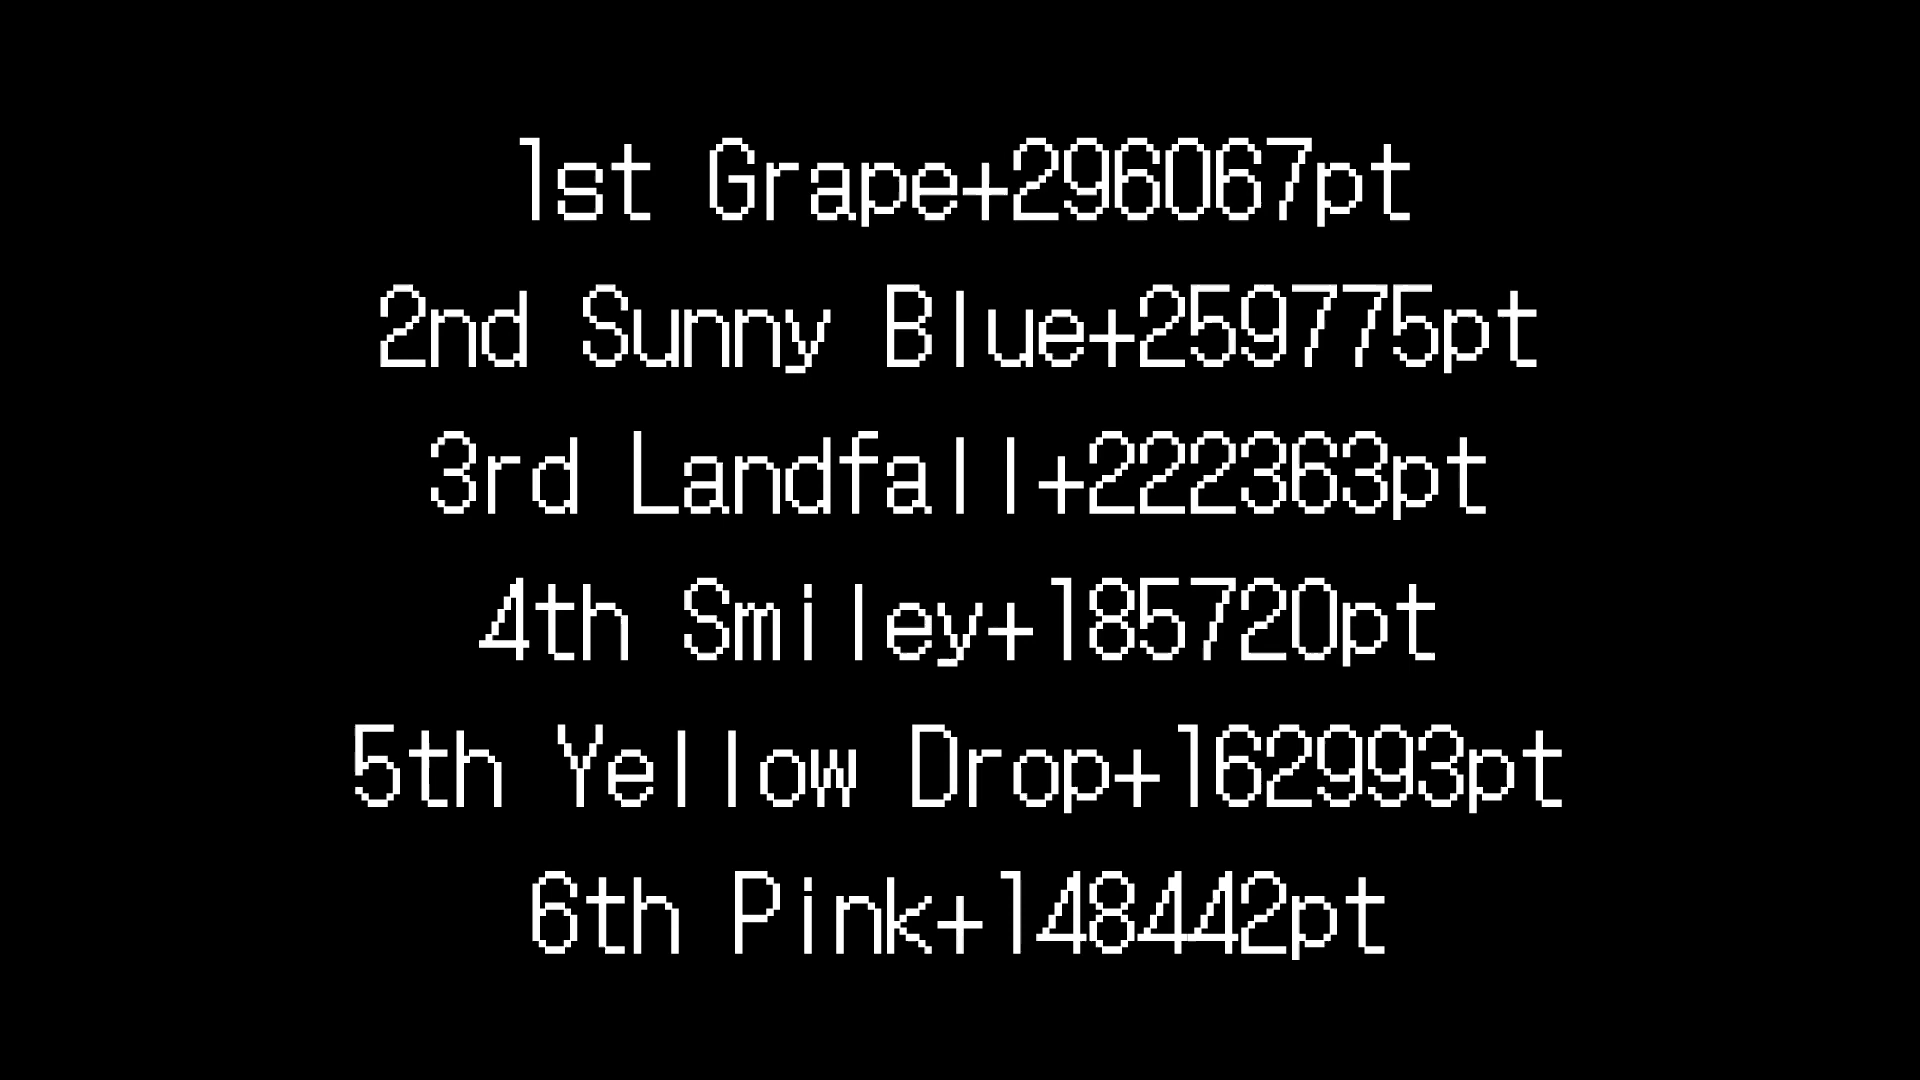 1st Grape+296067pt
2nd Sunny Blue+259775pt
3rd Landfall+222363pt
4th Smiley+185720pt
5th Yellow Drop+162993pt
6th Pink+148442pt